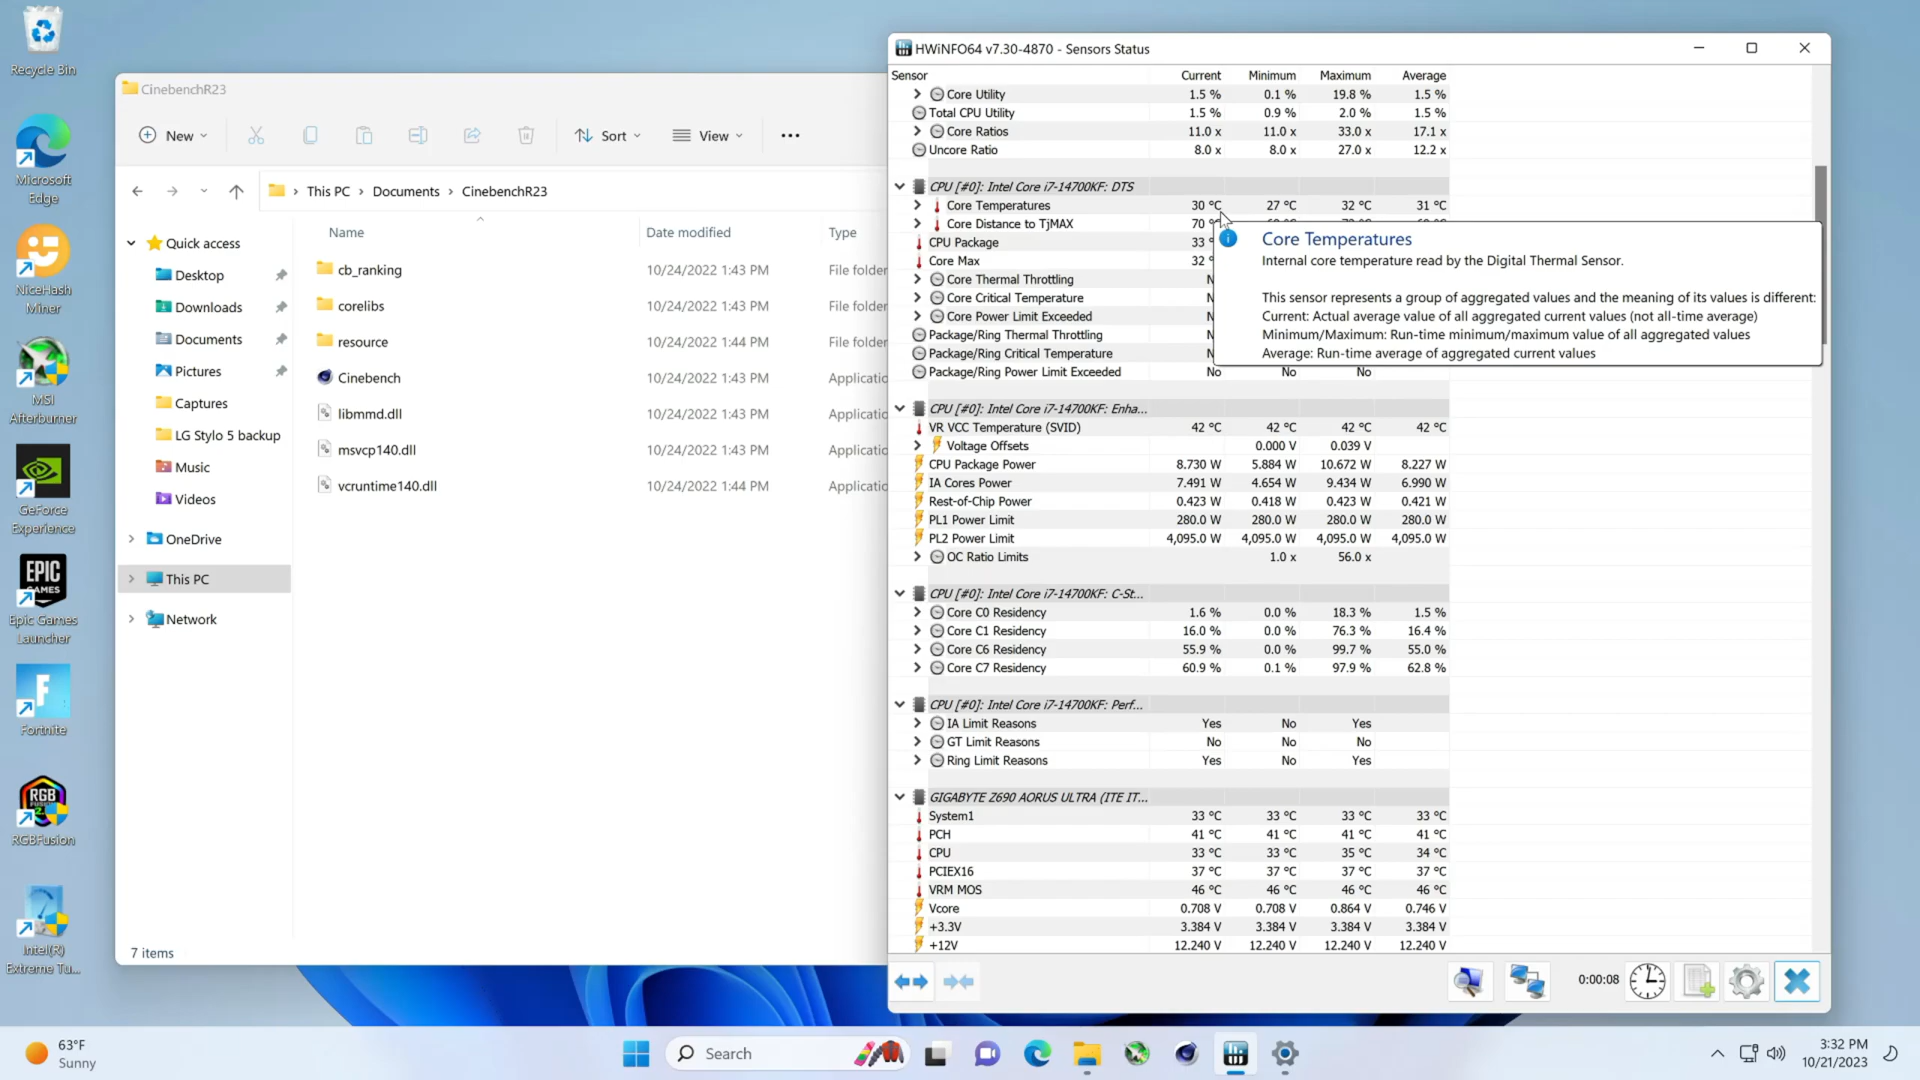 Recycle Bin
Microsoft
Edge
NiceHash
Miner
MSI
Afterburner
GeForce
Experience
EPIC
GAMES
Epic Games
Launcher
Fortnite
RGB
RGBFusion
Intel(R)
Extreme Tu...
CinebenchR23
New
Sort
View
This PC > Documents > CinebenchR23
Quick access
Desktop
Downloads
Documents
Pictures
Captures
LG Stylo 5 backup
Music
Videos
OneDrive
This PC
Network
Name Date modified Type
cb_ranking 10/24/2022 1:43 PM File folder
corelibs 10/24/2022 1:43 PM File folder
resource 10/24/2022 1:44 PM File folder
Cinebench 10/24/2022 1:43 PM Applicatio
libmmd.dll 10/24/2022 1:43 PM Applicatio
msvcp140.dll 10/24/2022 1:43 PM Applicatio
vcruntime140.dll 10/24/2022 1:44 PM Applicatio
7 items
HWiNFO64 v7.30-4870 - Sensors Status
Sensor Current Minimum Maximum Average
Core Utility 1.5 % 0.1 % 19.8 % 1.5 %
Total CPU Utility 1.5 % 0.9 % 2.0 % 1.5 %
Core Ratios 11.0 x 11.0 x 33.0 x 17.1 x
Uncore Ratio 8.0 x 8.0 x 27.0 x 12.2 x
CPU [#0]: Intel Core i7-14700KF: DTS
Core Temperatures 30 °C 27 °C 32 °C 31 °C
Core Distance to TjMAX 70
CPU Package 33
Core Max 32
Core Thermal Throttling
Core Critical Temperature
Core Power Limit Exceeded
Package/Ring Thermal Throttling
Package/Ring Critical Temperature
Package/Ring Power Limit Exceeded No No No
Core Temperatures
Internal core temperature read by the Digital Thermal Sensor.
This sensor represents a group of aggregated values and the meaning of its values is different:
Current: Actual average value of all aggregated current values (not all-time average)
Minimum/Maximum: Run-time minimum/maximum value of all aggregated values
Average: Run-time average of aggregated current values
CPU [#0]: Intel Core i7-14700KF: Enha...
VR VCC Temperature (SVID) 42 °C 42 °C 42 °C 42 °C
Voltage Offsets 0.000 V 0.039 V
CPU Package Power 8.730 W 5.884 W 10.672 W 8.227 W
IA Cores Power 7.491 W 4.654 W 9.434 W 6.990 W
Rest-of-Chip Power 0.423 W 0.418 W 0.423 W 0.421 W
PL1 Power Limit 280.0 W 280.0 W 280.0 W 280.0 W
PL2 Power Limit 4,095.0 W 4,095.0 W 4,095.0 W 4,095.0 W
OC Ratio Limits 1.0 x 56.0 x
CPU [#0]: Intel Core i7-14700KF: C-St...
Core C0 Residency 1.6 % 0.0 % 18.3 % 1.5 %
Core C1 Residency 16.0 % 0.0 % 76.3 % 16.4 %
Core C6 Residency 55.9 % 0.0 % 99.7 % 55.0 %
Core C7 Residency 60.9 % 0.1 % 97.9 % 62.8 %
CPU [#0]: Intel Core i7-14700KF: Perf...
IA Limit Reasons Yes No Yes
GT Limit Reasons No No No
Ring Limit Reasons Yes No Yes
GIGABYTE Z690 AORUS ULTRA (ITE IT...
System1 33 °C 33 °C 33 °C 33 °C
PCH 41 °C 41 °C 41 °C 41 °C
CPU 33 °C 33 °C 35 °C 34 °C
PCIEX16 37 °C 37 °C 37 °C 37 °C
VRM MOS 46 °C 46 °C 46 °C 46 °C
Vcore 0.708 V 0.708 V 0.864 V 0.746 V
+3.3V 3.384 V 3.384 V 3.384 V 3.384 V
+12V 12.240 V 12.240 V 12.240 V 12.240 V
0:00:08
63°F
Sunny
Search
3:32 PM
10/21/2023